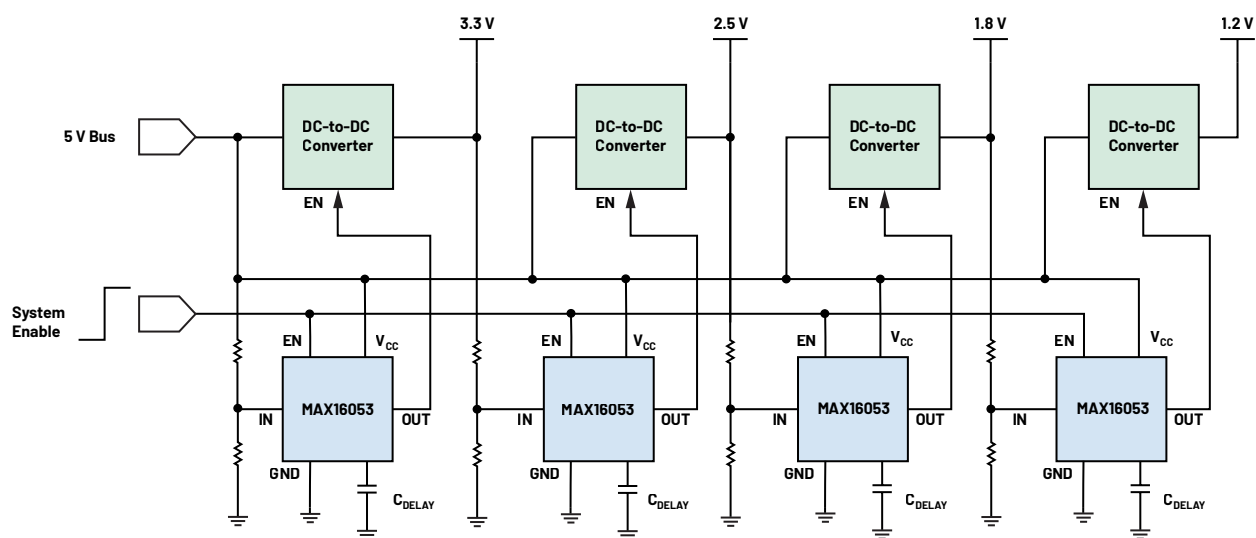 3.3 V
2.5 V
1.8 V
1.2 V
5 V Bus
DC-to-DC
Converter
DC-to-DC
Converter
DC-to-DC
Converter
DC-to-DC
Converter
EN
EN
EN
EN
System
Enable
EN
VCC
EN
VCC
EN
VCC
EN
VCC
MAX16053
MAX16053
MAX16053
MAX16053
IN
OUT
IN
OUT
IN
OUT
IN
OUT
GND
GND
GND
GND
CDELAY
CDELAY
CDELAY
CDELAY